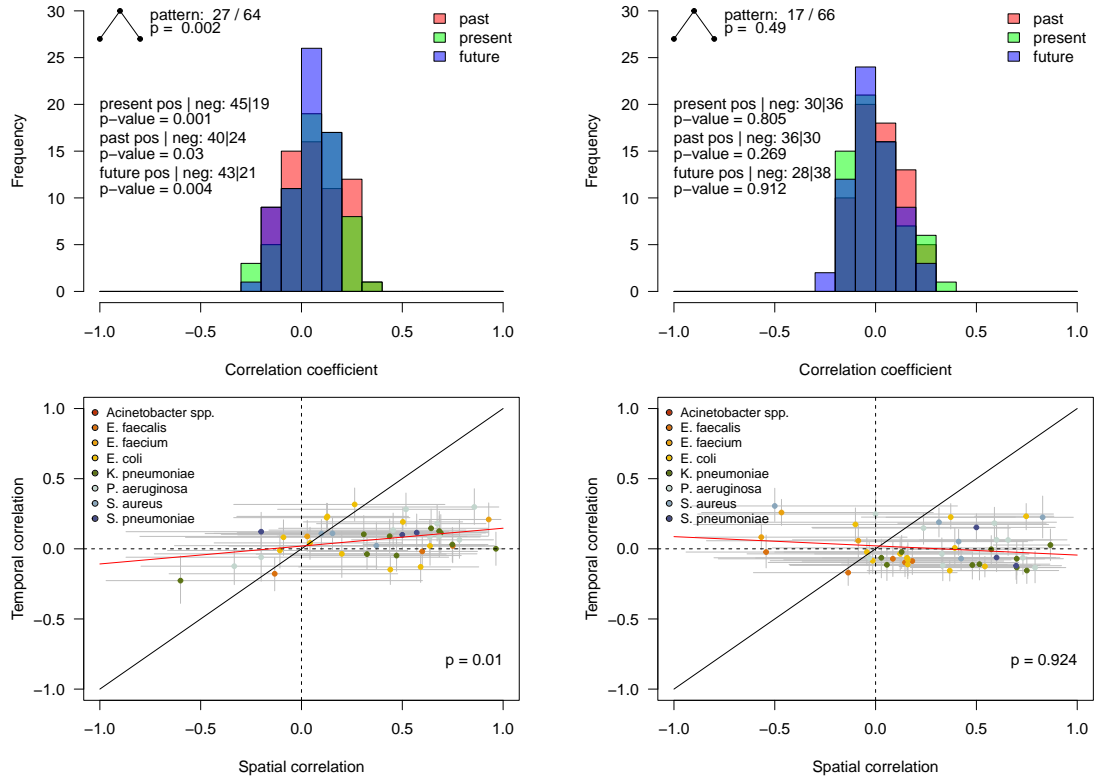 pattern: 27 / 64
p = 0.002
past
present
future
present pos | neg: 45|19
p−value = 0.001
past pos | neg: 40|24
p−value = 0.03
future pos | neg: 43|21
p−value = 0.004
Frequency
30
25
20
15
10
5
0
−1.0 −0.5 0.0 0.5 1.0
Correlation coefficient
pattern: 17 / 66
p = 0.49
past
present
future
present pos | neg: 30|36
p−value = 0.805
past pos | neg: 36|30
p−value = 0.269
future pos | neg: 28|38
p−value = 0.912
Frequency
30
25
20
15
10
5
0
−1.0 −0.5 0.0 0.5 1.0
Correlation coefficient
Acinetobacter spp.
E. faecalis
E. faecium
E. coli
K. pneumoniae
P. aeruginosa
S. aureus
S. pneumoniae
p = 0.01
Temporal correlation
1.0
0.5
0.0
−0.5
−1.0
−1.0 −0.5 0.0 0.5 1.0
Spatial correlation
Acinetobacter spp.
E. faecalis
E. faecium
E. coli
K. pneumoniae
P. aeruginosa
S. aureus
S. pneumoniae
p = 0.924
Temporal correlation
1.0
0.5
0.0
−0.5
−1.0
−1.0 −0.5 0.0 0.5 1.0
Spatial correlation